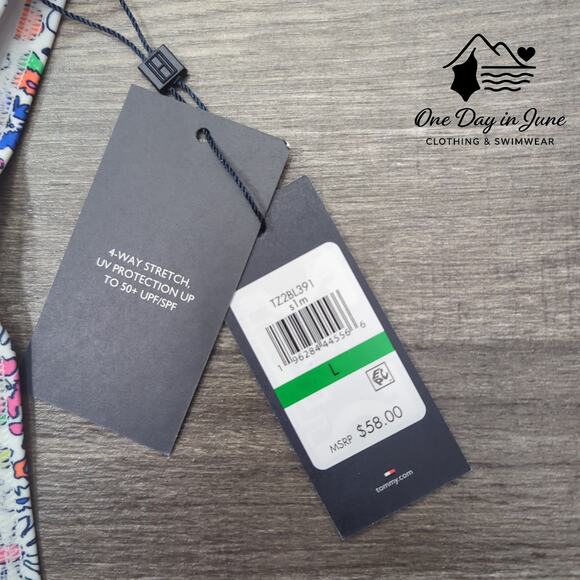 One Day in June
CLOTHING & SWIMWEAR
4-WAY STRETCH,
UV PROTECTION UP
TO 50+ UPF/SPF
TZ2BL391
s1m
1 96284 44556 6
L
MSRP $58.00
tommy.com